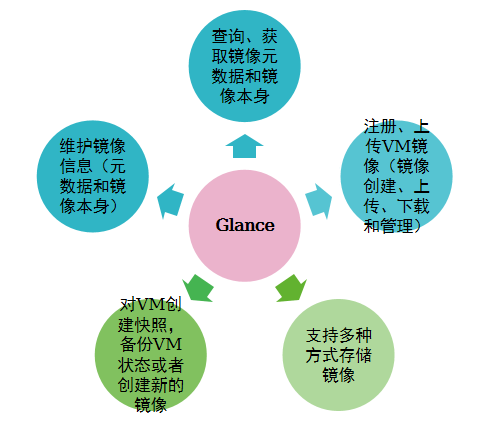 查询、获
取镜像元
数据和镜
像本身
维护镜像
信息（元
数据和镜
像本身）
注册、上
传VM镜
像（镜像
创建、上
传、下载
和管理）
Glance
对VM创
建快照，
备份VM
状态或者
创建新的
镜像
支持多种
方式存储
镜像